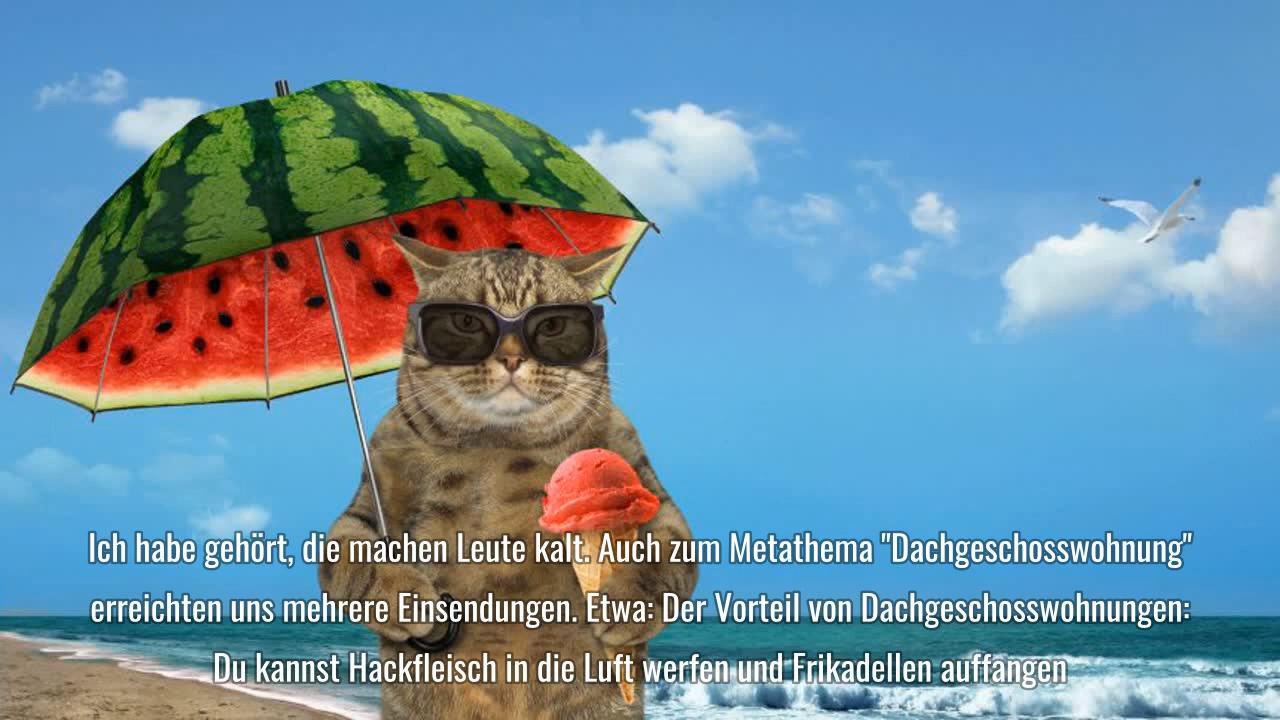 Ich habe gehört, die machen Leute kalt. Auch zum Metathema "Dachgeschosswohnung"
erreichten uns mehrere Einsendungen. Etwa: Der Vorteil von Dachgeschosswohnungen:
Du kannst Hackfleisch in die Luft werfen und Frikadellen auffangen